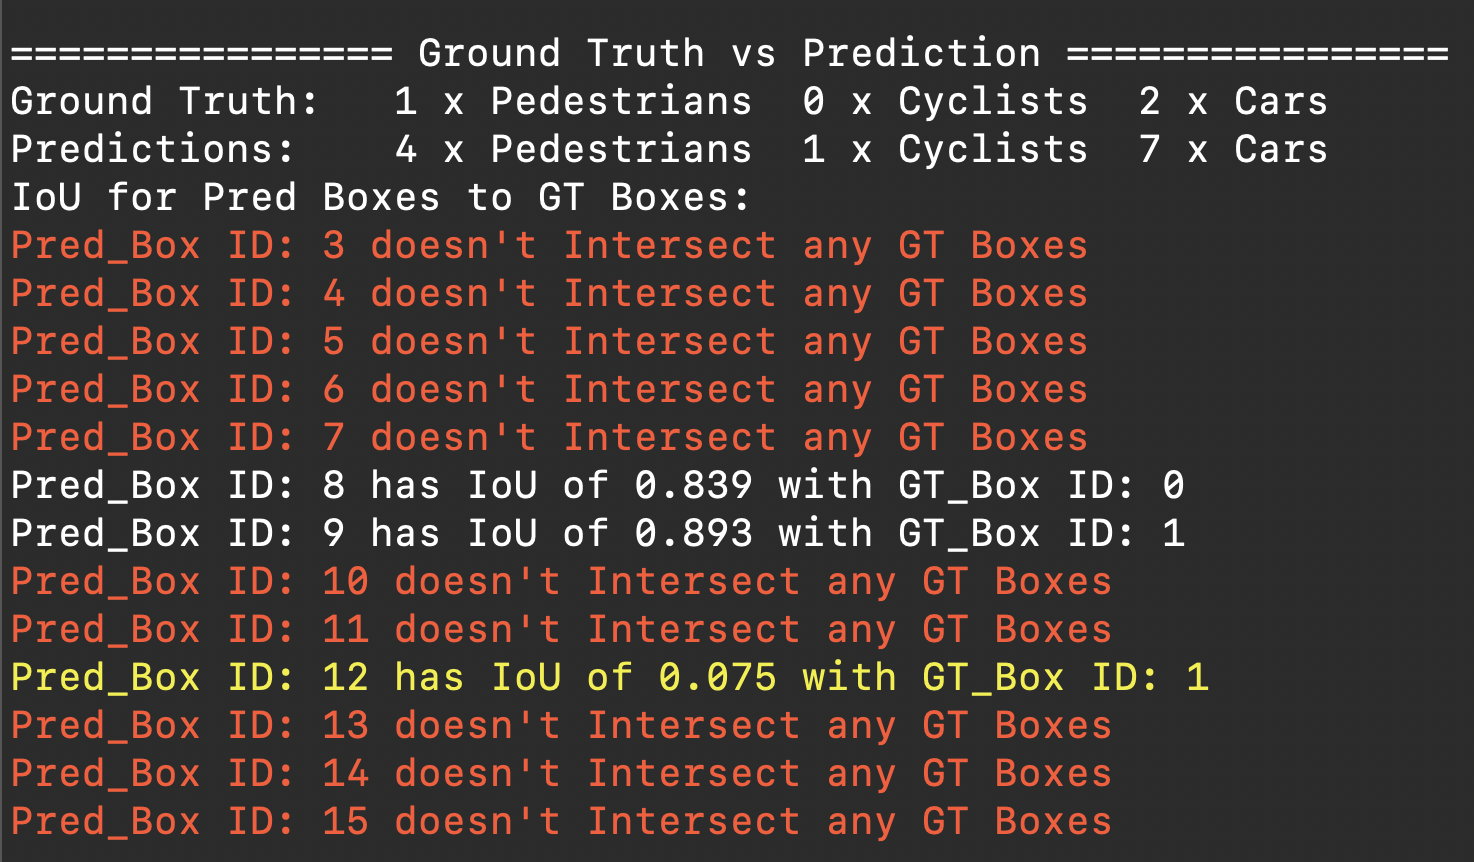 ================ Ground Truth vs Prediction ================
Ground Truth:   1 x Pedestrians  0 x Cyclists  2 x Cars
Predictions:    4 x Pedestrians  1 x Cyclists  7 x Cars
IoU for Pred Boxes to GT Boxes:
Pred_Box ID: 3 doesn't Intersect any GT Boxes
Pred_Box ID: 4 doesn't Intersect any GT Boxes
Pred_Box ID: 5 doesn't Intersect any GT Boxes
Pred_Box ID: 6 doesn't Intersect any GT Boxes
Pred_Box ID: 7 doesn't Intersect any GT Boxes
Pred_Box ID: 8 has IoU of 0.839 with GT_Box ID: 0
Pred_Box ID: 9 has IoU of 0.893 with GT_Box ID: 1
Pred_Box ID: 10 doesn't Intersect any GT Boxes
Pred_Box ID: 11 doesn't Intersect any GT Boxes
Pred_Box ID: 12 has IoU of 0.075 with GT_Box ID: 1
Pred_Box ID: 13 doesn't Intersect any GT Boxes
Pred_Box ID: 14 doesn't Intersect any GT Boxes
Pred_Box ID: 15 doesn't Intersect any GT Boxes